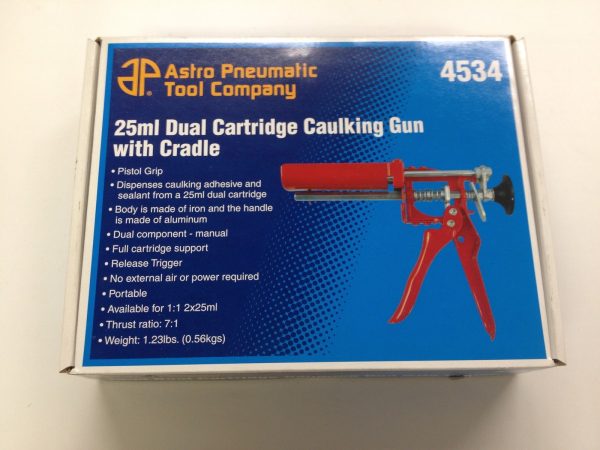 AP®
Astro Pneumatic
Tool Company
4534
25ml Dual Cartridge Caulking Gun
with Cradle
• Pistol Grip
• Dispenses caulking adhesive and
sealant from a 25ml dual cartridge
• Body is made of iron and the handle
is made of aluminum
• Dual component - manual
• Full cartridge support
• Release Trigger
• No external air or power required
• Portable
• Available for 1:1 2x25ml
• Thrust ratio: 7:1
• Weight: 1.23lbs. (0.56kgs)